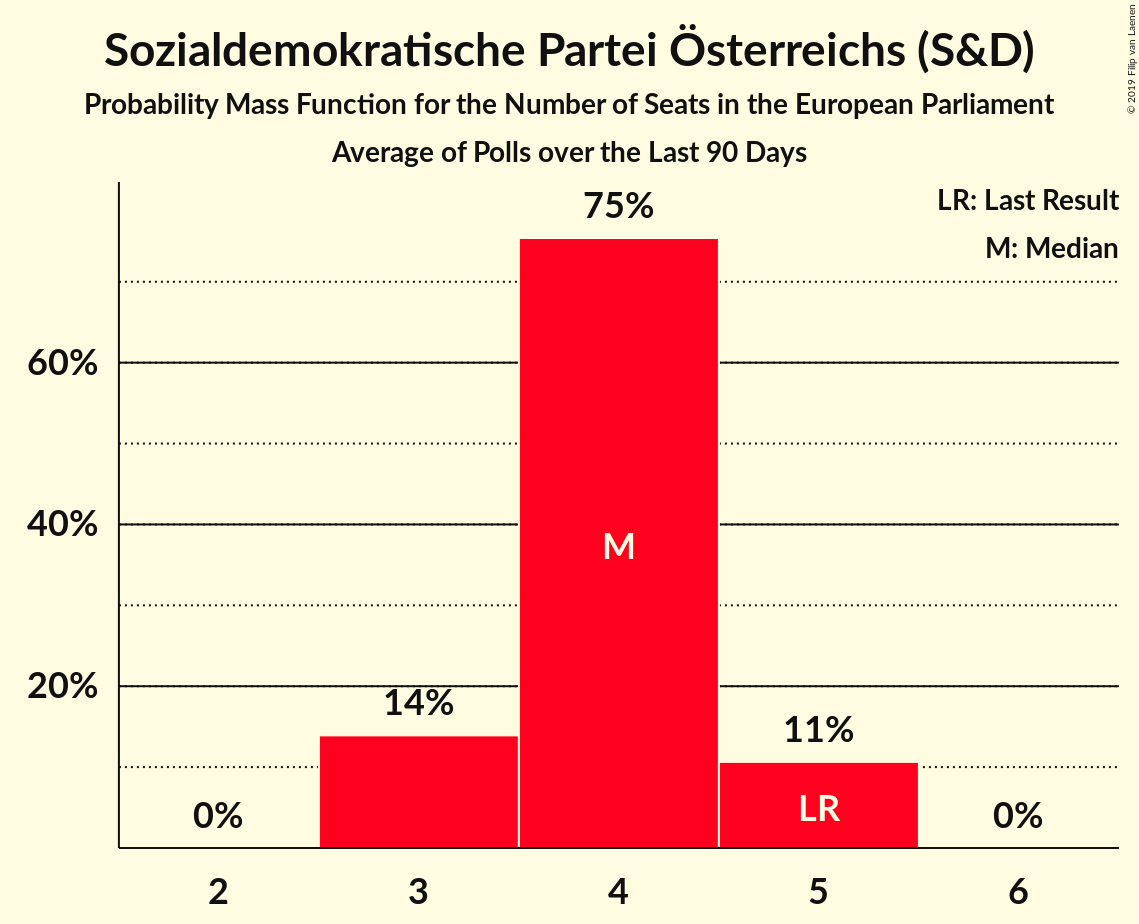 Sozialdemokratische Partei Österreichs (S&D)
Probability Mass Function for the Number of Seats in the European Parliament
Average of Polls over the Last 90 Days
© 2019 Filip van Laenen
LR: Last Result
M: Median
75%
60%
40%
M
20%
14%
11%
LR
0%
0%
2 3 4 5 6